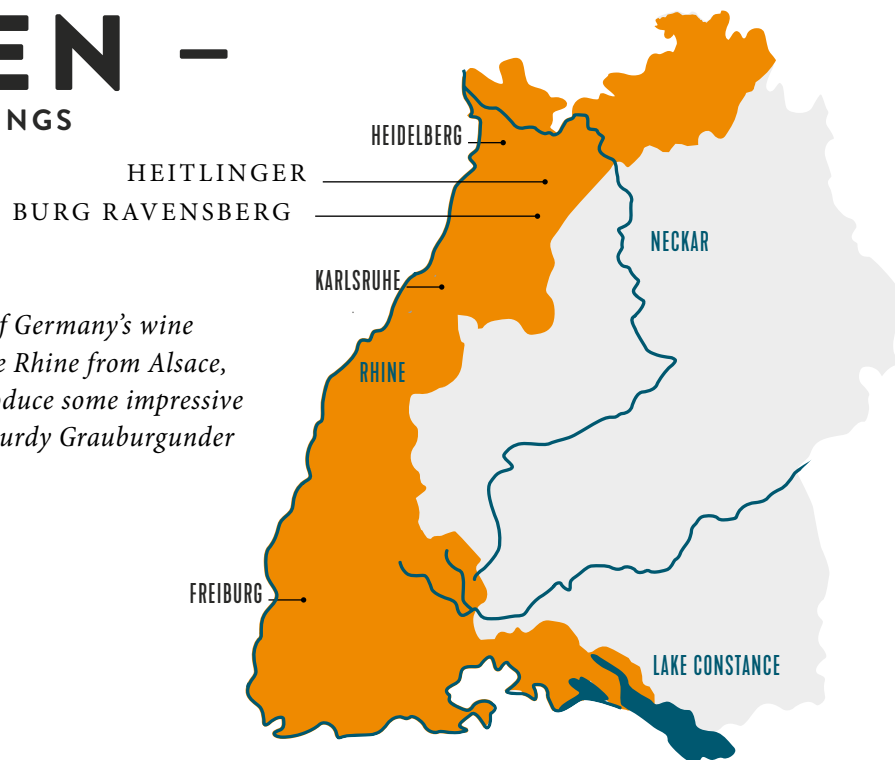 EN –
NGS
HEIDELBERG
HEITLINGER
BURG RAVENSBERG
NECKAR
KARLSRUHE
f Germany’s wine
e Rhine from Alsace,
RHINE
oduce some impressive
urdy Grauburgunder
FREIBURG
LAKE CONSTANCE